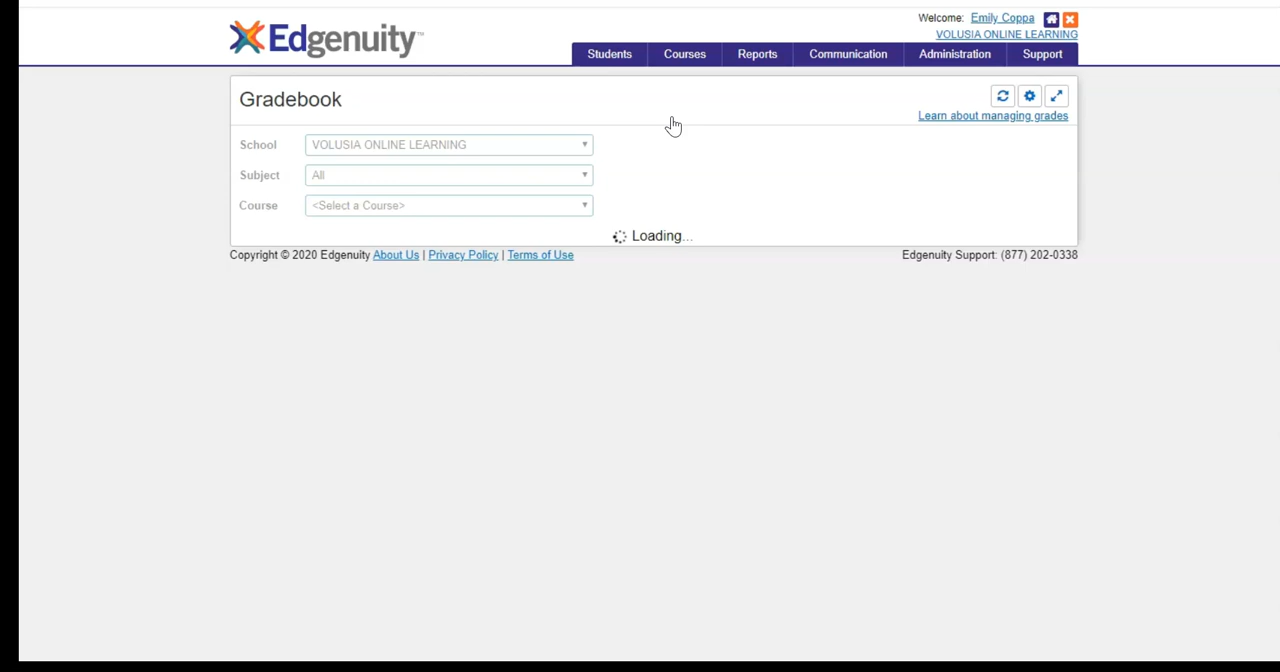 Welcome: Emily Coppa
Edgenuity™
VOLUSIA ONLINE LEARNING
Students Courses Reports Communication Administration Support
Gradebook
Learn about managing grades
School VOLUSIA ONLINE LEARNING
Subject All
Course <Select a Course>
Loading...
Copyright © 2020 Edgenuity About Us | Privacy Policy | Terms of Use Edgenuity Support: (877) 202-0338